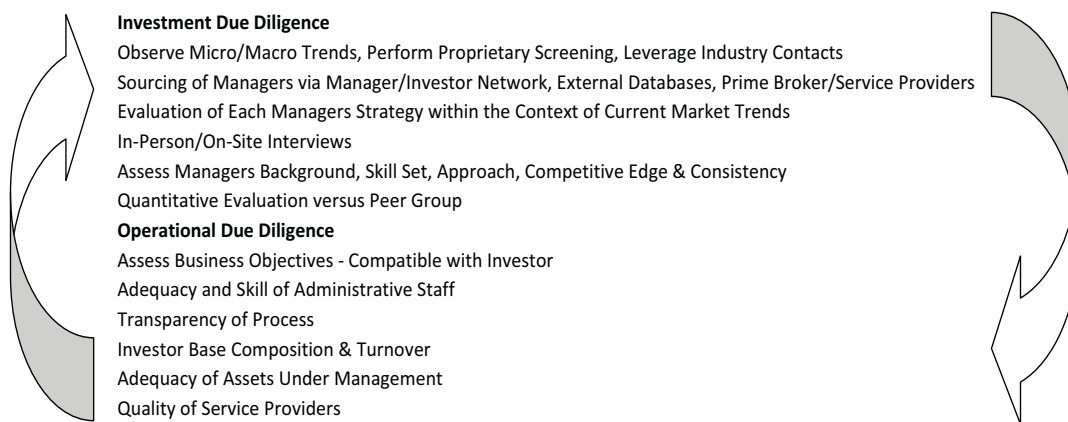 Investment Due Diligence
Observe Micro/Macro Trends, Perform Proprietary Screening, Leverage Industry Contacts
Sourcing of Managers via Manager/Investor Network, External Databases, Prime Broker/Service Providers
Evaluation of Each Managers Strategy within the Context of Current Market Trends
In-Person/On-Site Interviews
Assess Managers Background, Skill Set, Approach, Competitive Edge & Consistency
Quantitative Evaluation versus Peer Group
Operational Due Diligence
Assess Business Objectives - Compatible with Investor
Adequacy and Skill of Administrative Staff
Transparency of Process
Investor Base Composition & Turnover
Adequacy of Assets Under Management
Quality of Service Providers